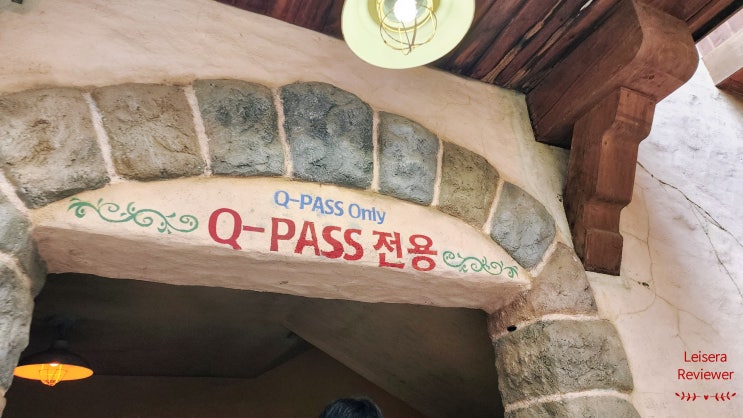 Q-PASS Only
Q-PASS 전용
Leisera
Reviewer